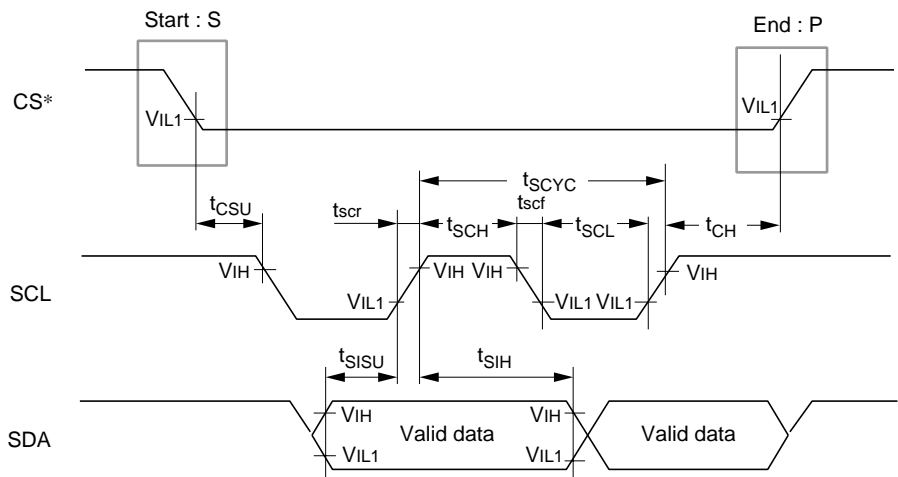 Start : S
End : P
CS*
VIL1
VIL1
tSCYC
tCSU
tscr
tSCH
tscf
tSCL
tCH
SCL
VIH
VIL1
VIH
VIH
VIL1
VIL1
VIH
tSISU
tSIH
SDA
VIH
VIL1
Valid data
VIH
VIL1
Valid data